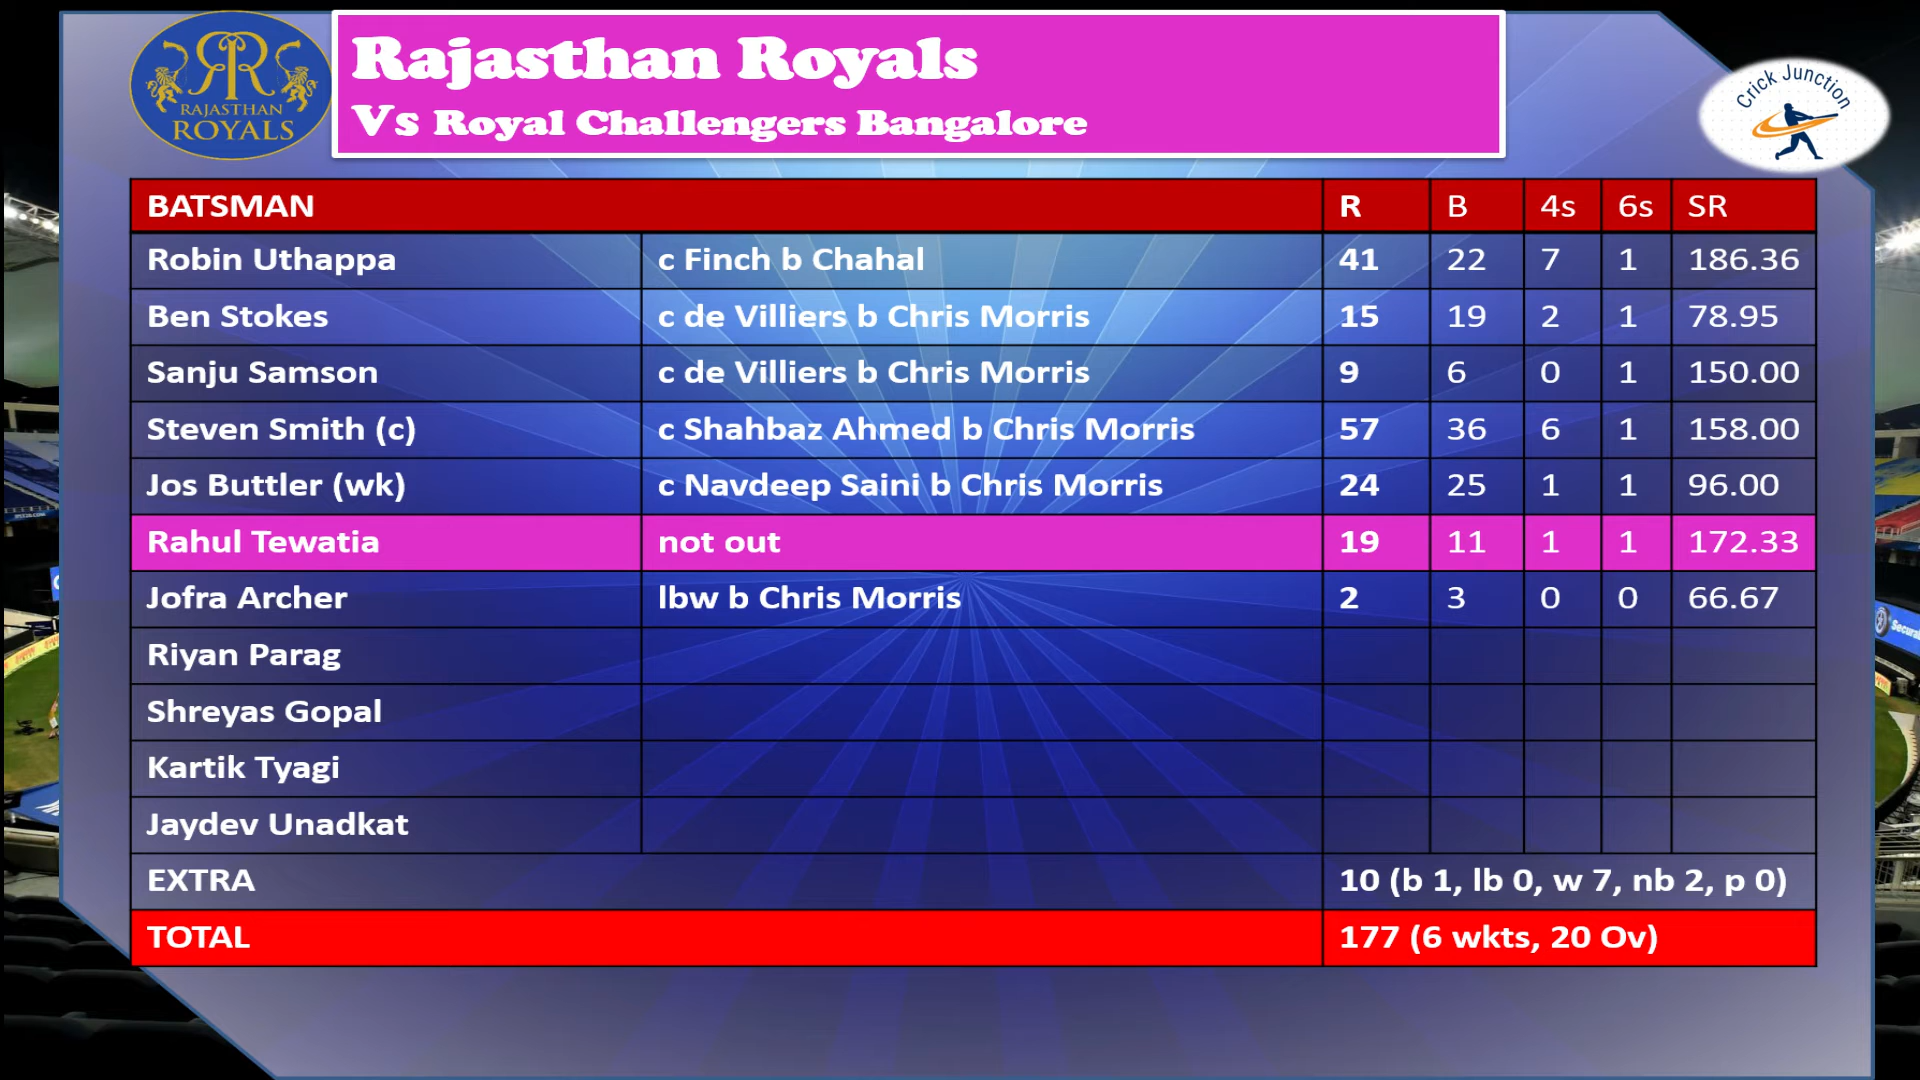 RAJASTHAN
ROYALS
Rajasthan Royals
Vs Royal Challengers Bangalore
Crick Junction
BATSMAN R B 4s 6s SR
Robin Uthappa c Finch b Chahal 41 22 7 1 186.36
Ben Stokes c de Villiers b Chris Morris 15 19 2 1 78.95
Sanju Samson c de Villiers b Chris Morris 9 6 0 1 150.00
Steven Smith (c) c Shahbaz Ahmed b Chris Morris 57 36 6 1 158.00
Jos Buttler (wk) c Navdeep Saini b Chris Morris 24 25 1 1 96.00
Rahul Tewatia not out 19 11 1 1 172.33
Jofra Archer lbw b Chris Morris 2 3 0 0 66.67
Riyan Parag
Shreyas Gopal
Kartik Tyagi
Jaydev Unadkat
EXTRA 10 (b 1, lb 0, w 7, nb 2, p 0)
TOTAL 177 (6 wkts, 20 Ov)